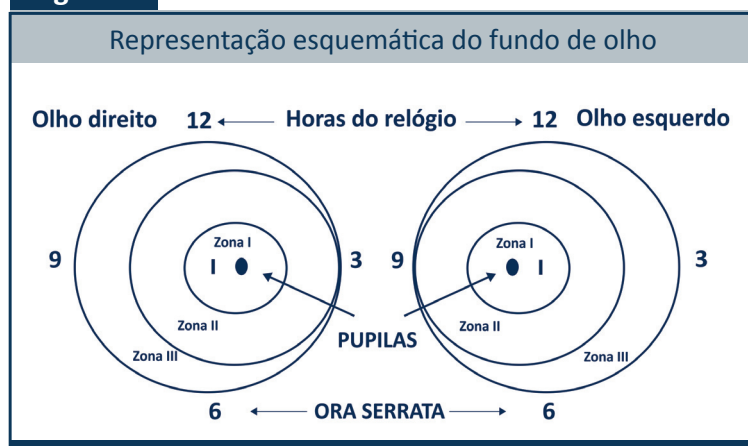 Representação esquemática do fundo de olho
Olho direito 12 Horas do relógio 12 Olho esquerdo
Zona I Zona I
9 I 3 9 I 3
Zona II PUPILAS Zona II
Zona III Zona III
6 ORA SERRATA 6